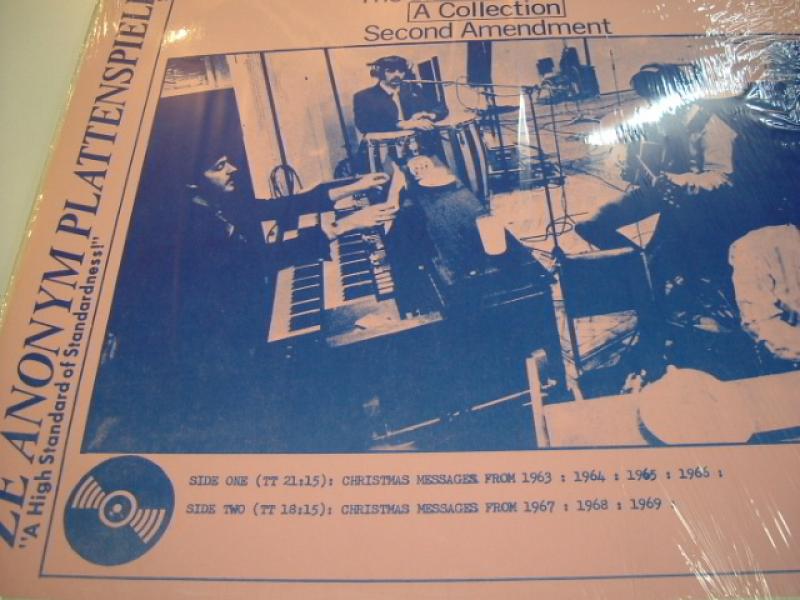 A Collection
Second Amendment
ZE ANONYM PLATTENSPIELE
"A High Standard of Standardness!"
SIDE ONE (TT 21:15): CHRISTMAS MESSAGES FROM 1963 : 1964 : 1965 : 1966 :
SIDE TWO (TT 18:15): CHRISTMAS MESSAGES FROM 1967 : 1968 : 1969 :